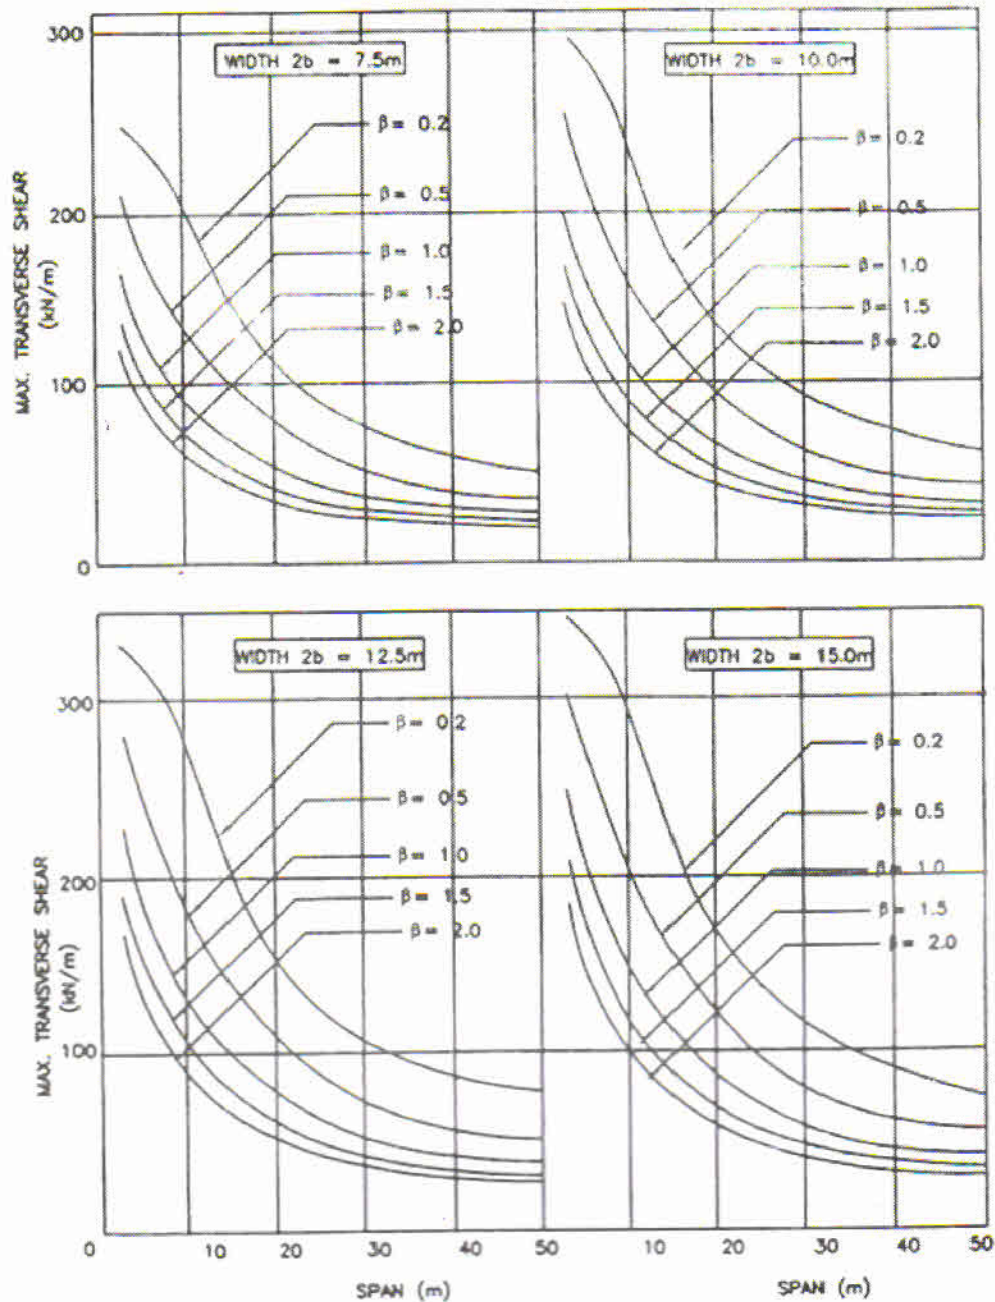 300
WIDTH 2b = 7.5m
WIDTH 2b = 10.0m
β = 0.2
β = 0.5
β = 1.0
β = 1.5
β = 2.0
β = 0.2
β = 0.5
β = 1.0
β = 1.5
β = 2.0
200
100
0
MAX. TRANSVERSE SHEAR
(kN/m)
WIDTH 2b = 12.5m
WIDTH 2b = 15.0m
300
β = 0.2
β = 0.5
β = 1.0
β = 1.5
β = 2.0
β = 0.2
β = 0.5
β = 1.0
β = 1.5
β = 2.0
200
100
MAX. TRANSVERSE SHEAR
(kN/m)
0 10 20 30 40 50 10 20 30 40 50
SPAN (m)
SPAN (m)